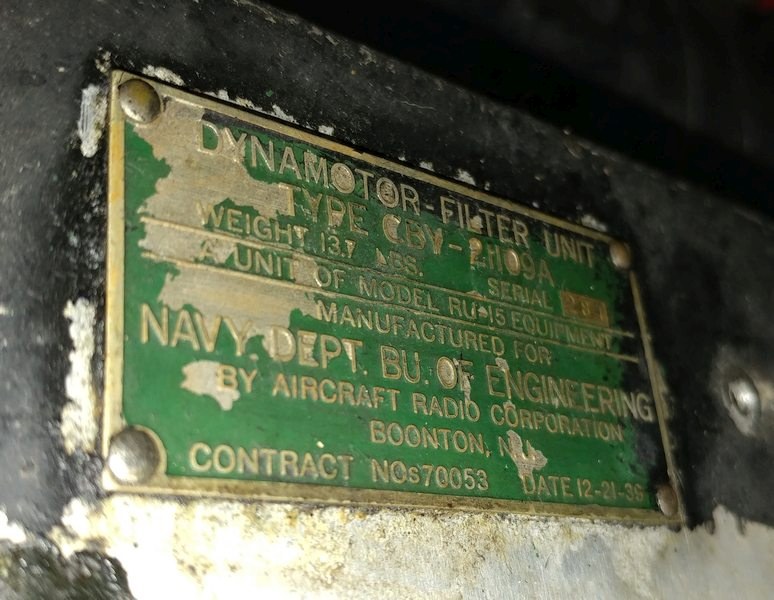 DYNAMOTOR-FILTER UNIT
TYPE CBY-21109A
WEIGHT 13.7 LBS. SERIAL
A UNIT OF MODEL RU-15 EQUIPMENT
MANUFACTURED FOR
NAVY DEPT. BU. OF ENGINEERING
BY AIRCRAFT RADIO CORPORATION
BOONTON,
CONTRACT NOs70053 DATE 12-21-39